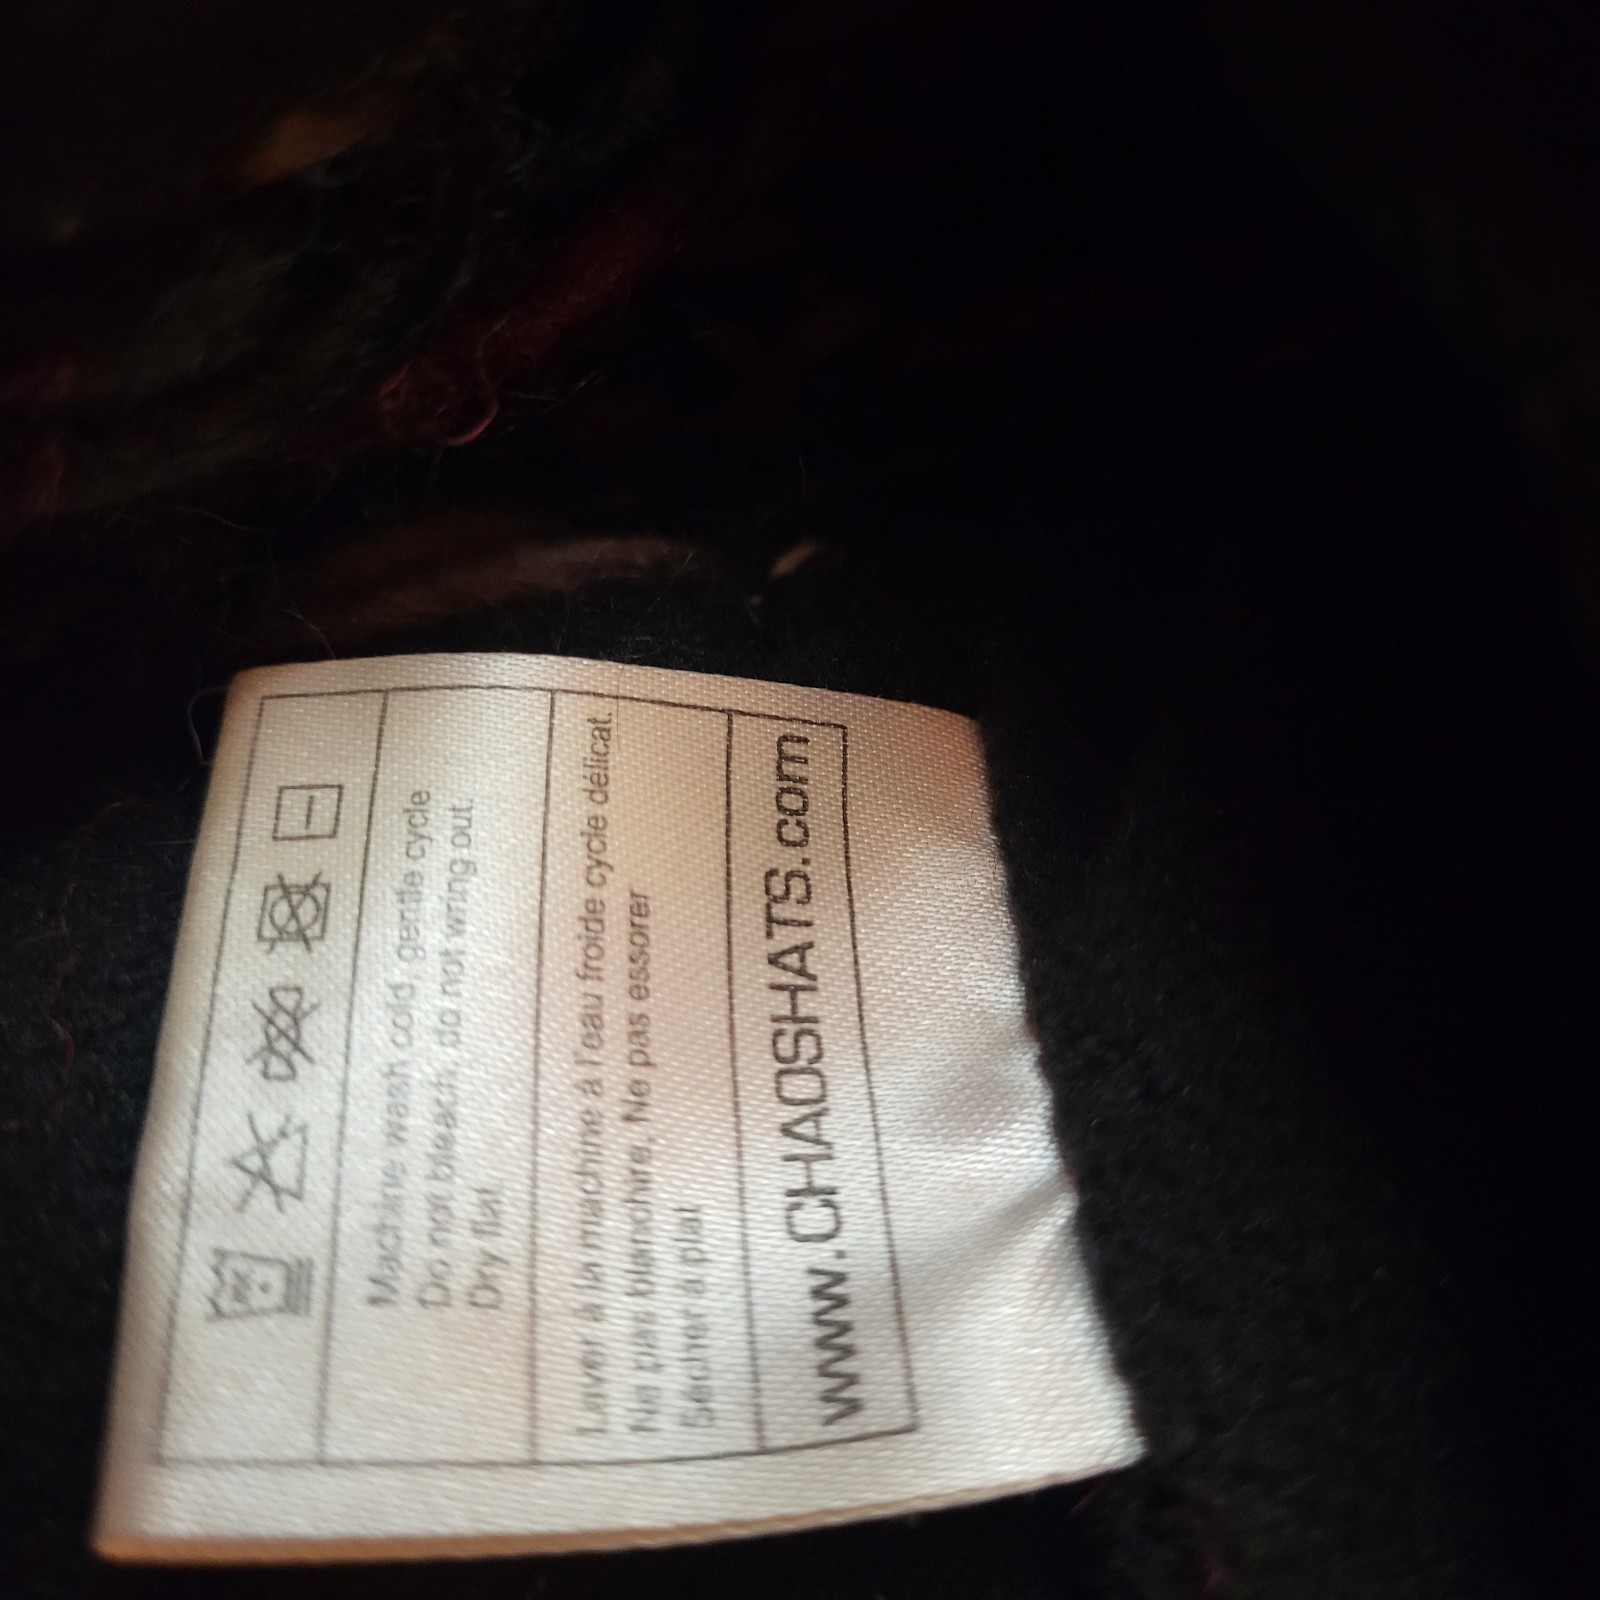 Machine wash cold, gentle cycle
Do not bleach, do not wring out.
Dry flat
Laver à la machine à l'eau froide cycle délicat.
Ne pas blanchire. Ne pas essorer
Sécher à plat
www.CHAOSHATS.com